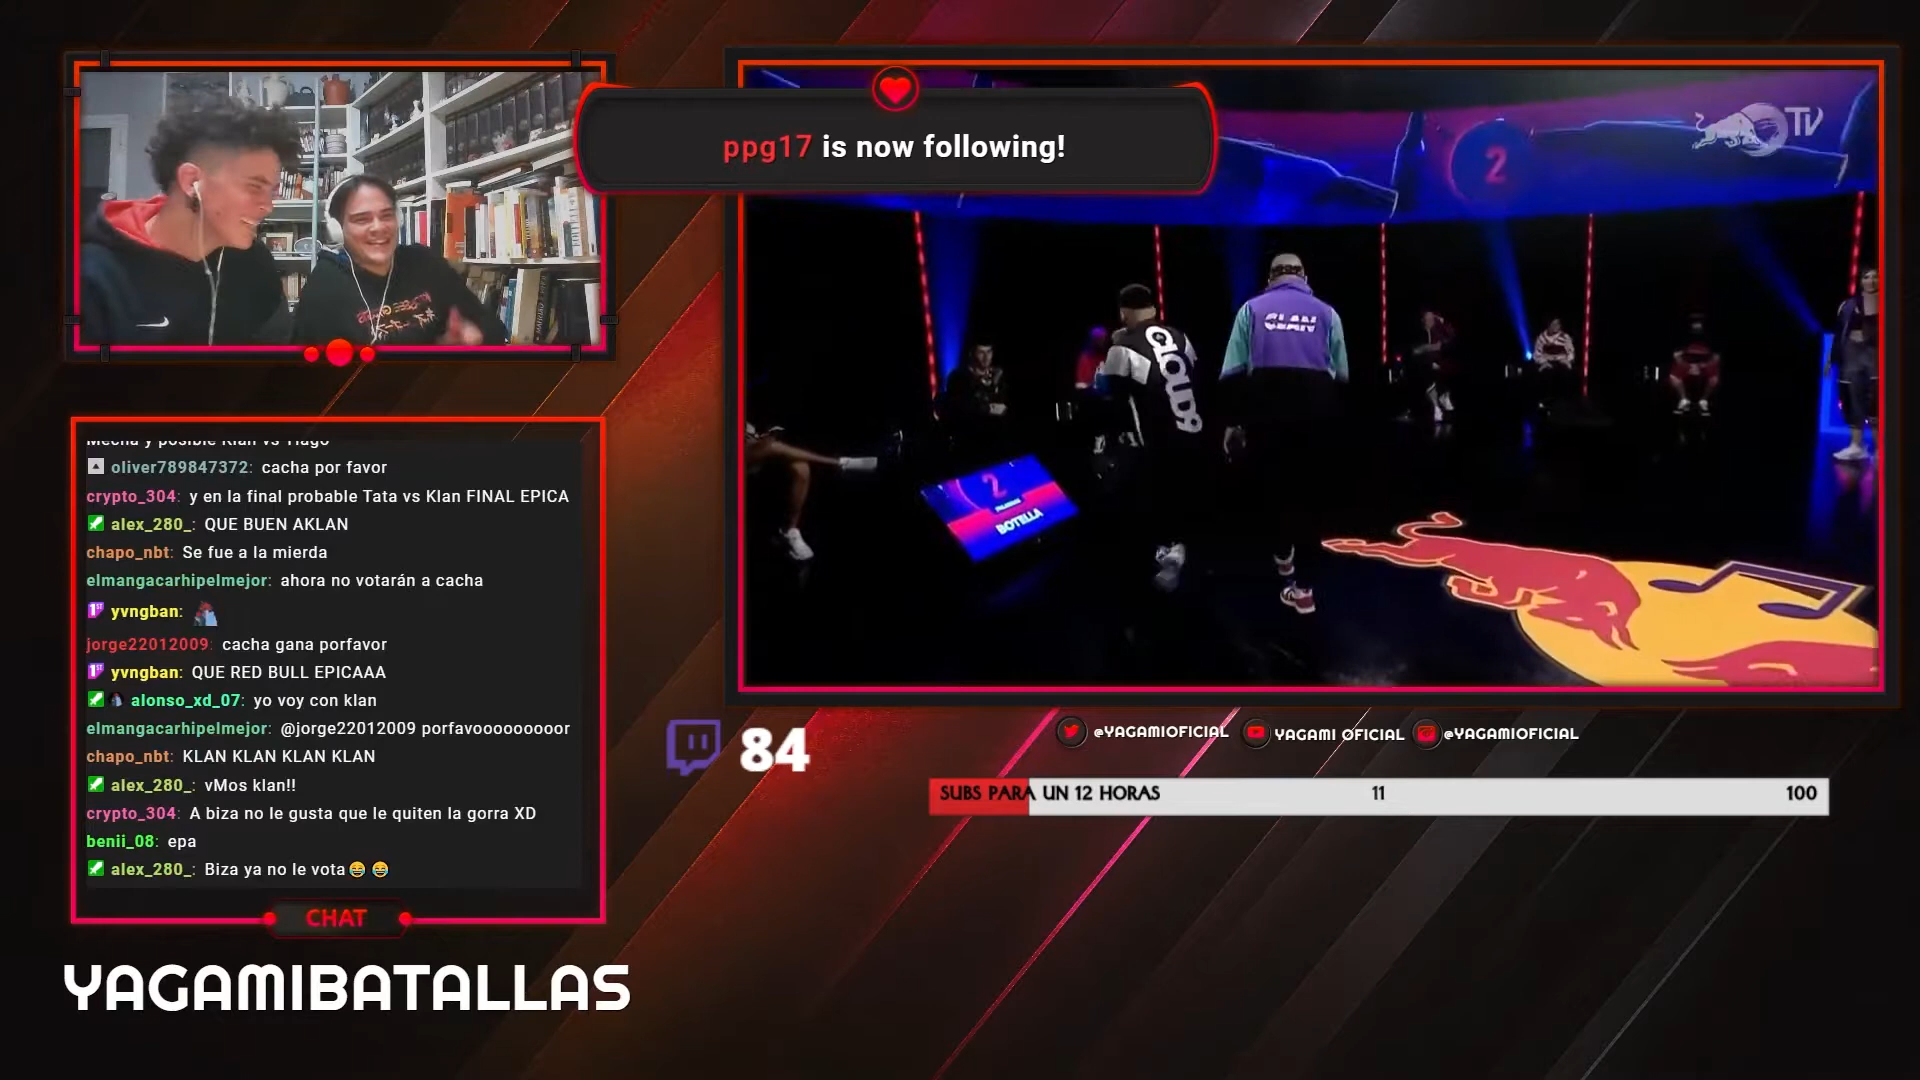 ppg17 is now following!
TV
2
CLOUD9
CLAN
2
BOTELLA
oliver789847372: cacha por favor
crypto_304: y en la final probable Tata vs Klan FINAL EPICA
alex_280_: QUE BUEN AKLAN
chapo_nbt: Se fue a la mierda
elmangacarhipelmejor: ahora no votarán a cacha
yvngban:
jorge22012009: cacha gana porfavor
yvngban: QUE RED BULL EPICAAA
alonso_xd_07: yo voy con klan
elmangacarhipelmejor: @jorge22012009 porfavooooooooor
chapo_nbt: KLAN KLAN KLAN KLAN
alex_280_: vMos klan!!
crypto_304: A biza no le gusta que le quiten la gorra XD
benii_08: epa
alex_280_: Biza ya no le vota😂 😂
CHAT
84
@YAGAMIOFICIAL YAGAMI OFICIAL @YAGAMIOFICIAL
SUBS PARA UN 12 HORAS 11 100
YAGAMIBATALLAS